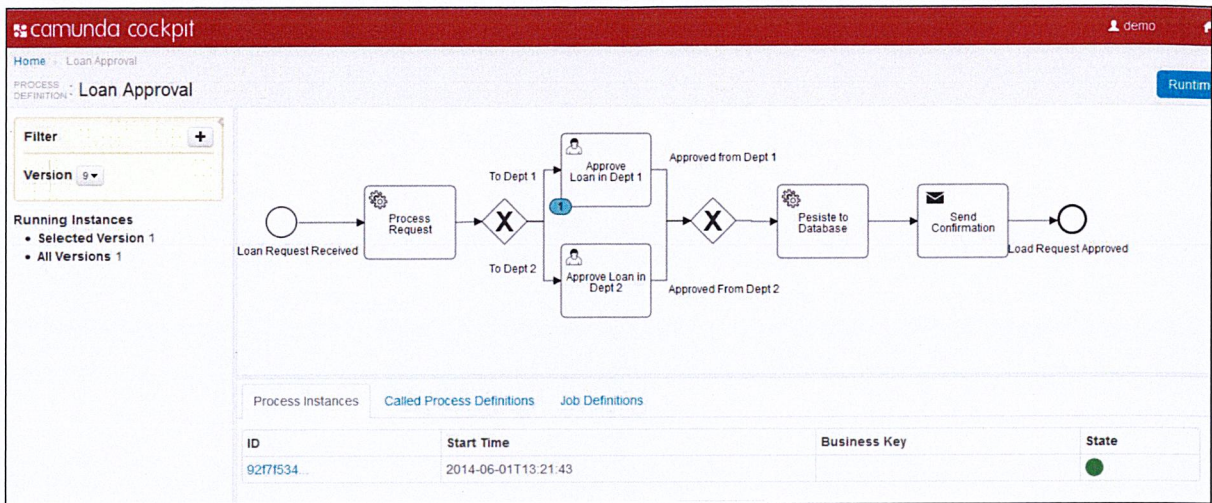 camunda cockpit
demo
Home
Loan Approval
PROCESS DEFINITION : Loan Approval
Filter
+
Version 9
Running Instances
Selected Version 1
All Versions 1
Loan Request Received
Process Request
X
To Dept 1
To Dept 2
Approve Loan in Dept 1
1
Approve Loan in Dept 2
Approved from Dept 1
Approved From Dept 2
X
Pesiste to Database
Send Confirmation
Load Request Approved
Process Instances Called Process Definitions Job Definitions
ID Start Time Business Key State
92f7f534... 2014-06-01T13:21:43